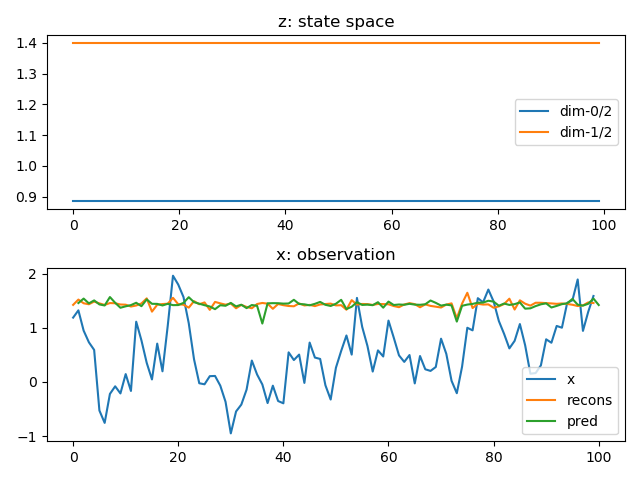 z: state space
1.4
1.3
1.2
1.1
1.0
0.9
dim-0/2
dim-1/2
0 20 40 60 80 100
x: observation
2
1
0
−1
x
recons
pred
0 20 40 60 80 100